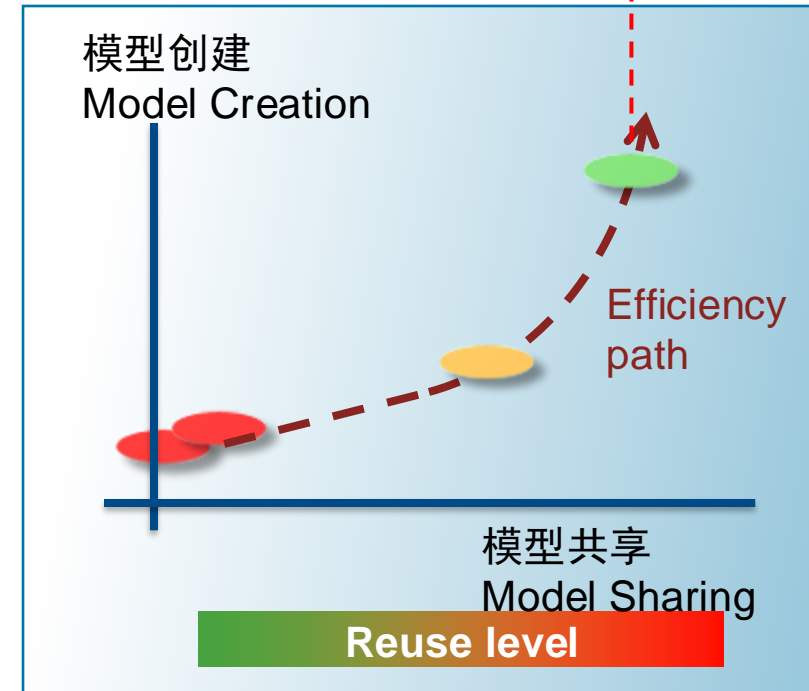 模型创建
Model Creation
Efficiency
path
模型共享
Model Sharing
Reuse level